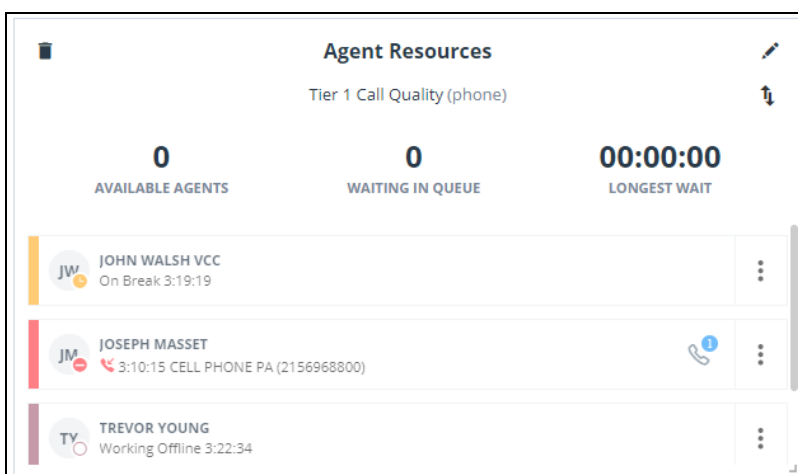 Agent Resources
Tier 1 Call Quality (phone)
0 0 00:00:00
AVAILABLE AGENTS WAITING IN QUEUE LONGEST WAIT
JW JOHN WALSH VCC
On Break 3:19:19
JM JOSEPH MASSET
3:10:15 CELL PHONE PA (2156968800) 1
TY TREVOR YOUNG
Working Offline 3:22:34